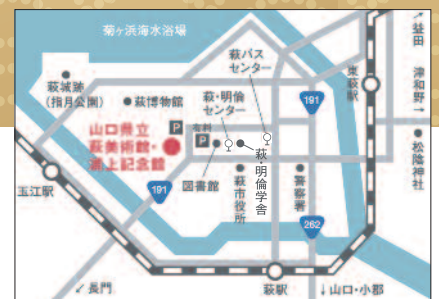 菊ヶ浜海水浴場
萩城跡
(指月公園)
萩博物館
萩・明倫
センター
萩バス
センター
山口県立
萩美術館・
浦上記念館
P
有料
P
図書館
萩・明倫学舎
萩市役所
警察署
191
191
262
東萩駅
玉江駅
萩駅
↑益田
津和野→
松陰神社
↙長門
↓山口・小郡